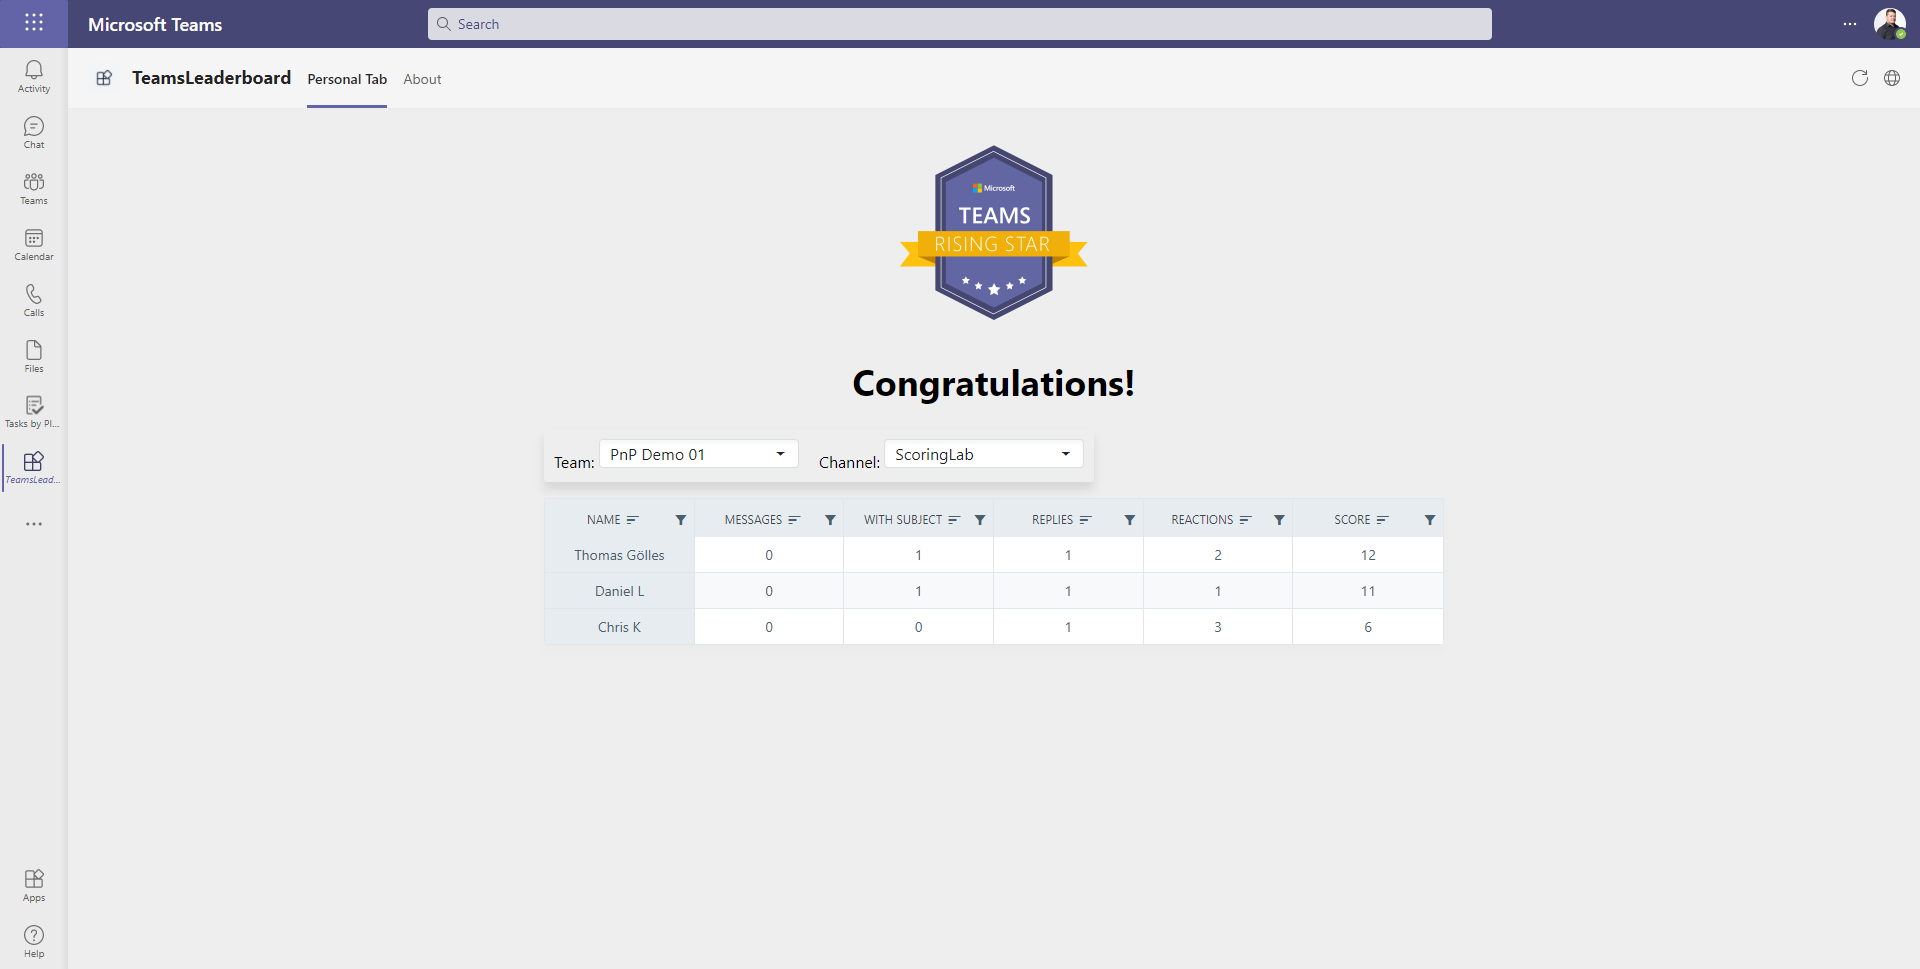 Microsoft Teams
Search
Activity
Chat
Teams
Calendar
Calls
Files
Tasks by Pl...
TeamsLead...
Apps
Help
TeamsLeaderboard Personal Tab About
Microsoft
TEAMS
RISING STAR
Congratulations!
Team: PnP Demo 01 Channel: ScoringLab
NAME MESSAGES WITH SUBJECT REPLIES REACTIONS SCORE
Thomas Gölles 0 1 1 2 12
Daniel L 0 1 1 1 11
Chris K 0 0 1 3 6